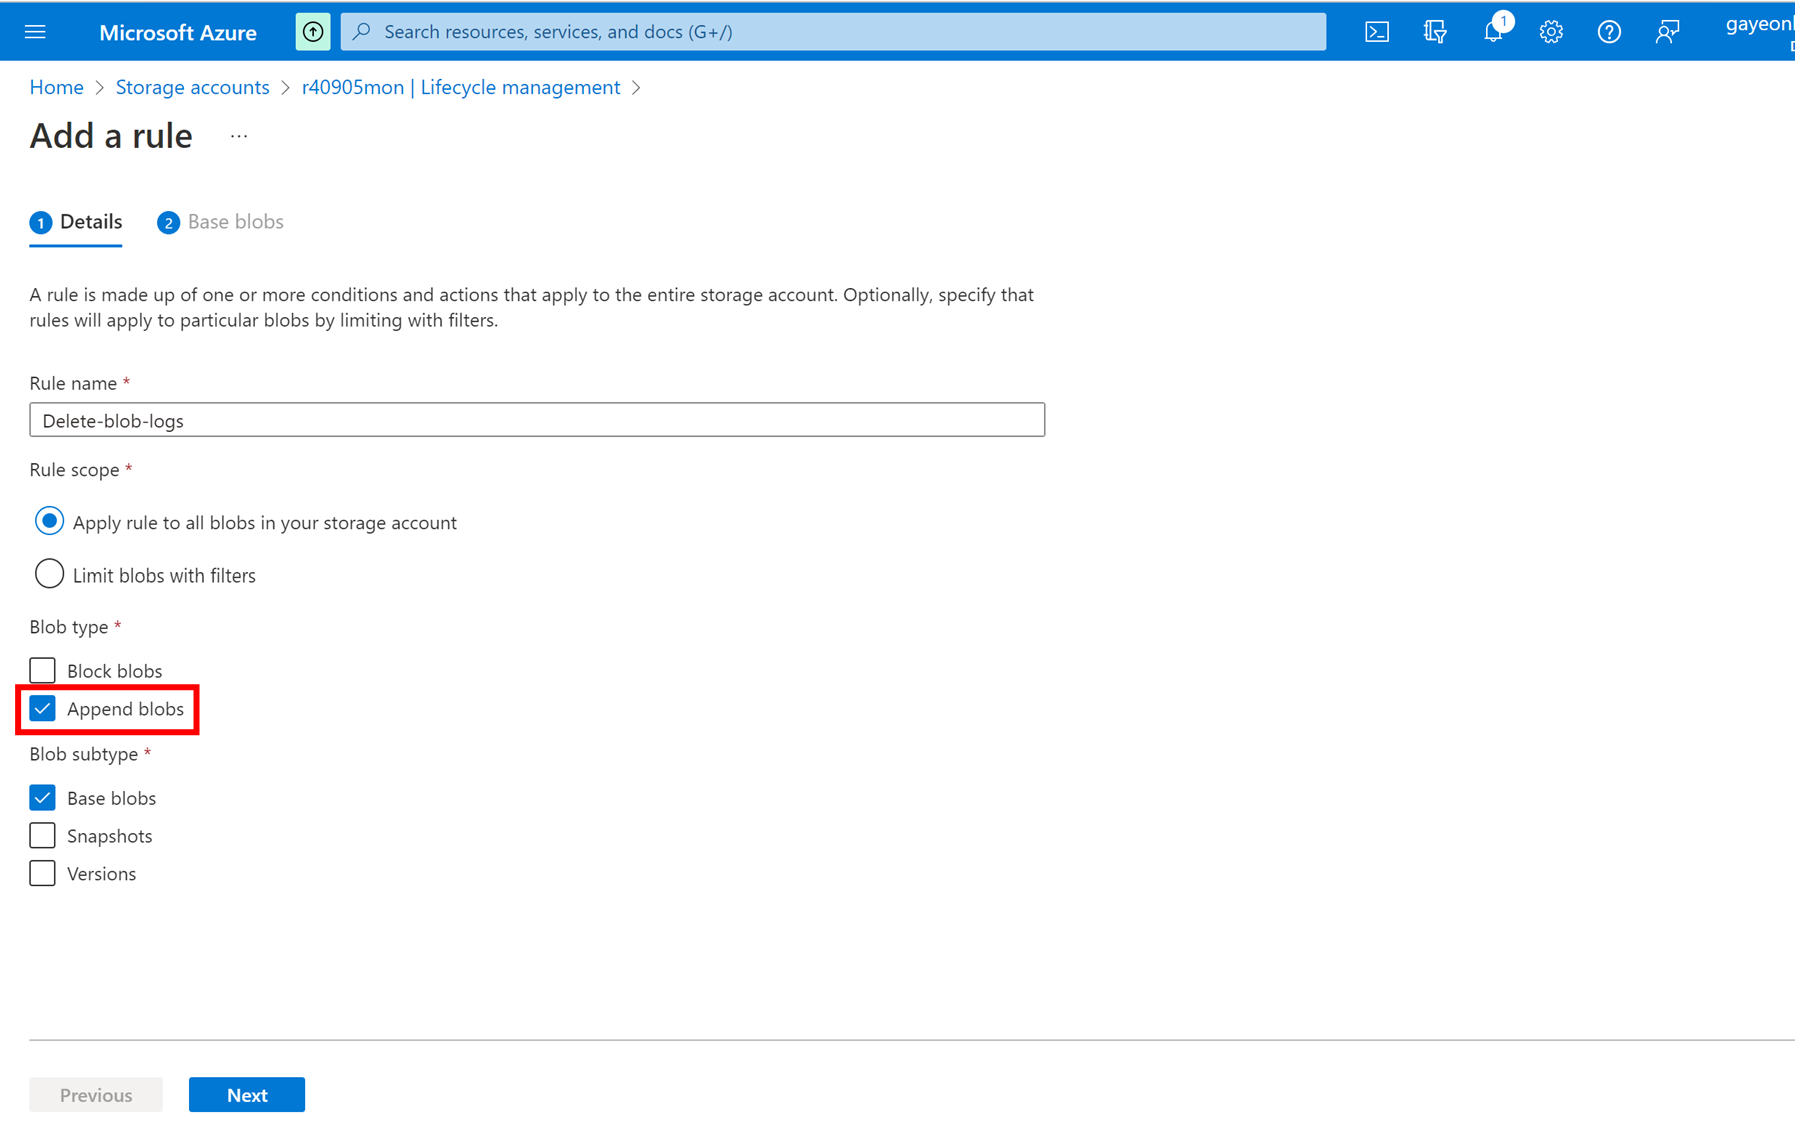 Microsoft Azure
Search resources, services, and docs (G+/)
1
Home > Storage accounts > r40905mon | Lifecycle management >
Add a rule ...
1 Details 2 Base blobs
A rule is made up of one or more conditions and actions that apply to the entire storage account. Optionally, specify that
rules will apply to particular blobs by limiting with filters.
Rule name *
Delete-blob-logs
Rule scope *
Apply rule to all blobs in your storage account
Limit blobs with filters
Blob type *
Block blobs
Append blobs
Blob subtype *
Base blobs
Snapshots
Versions
Previous Next